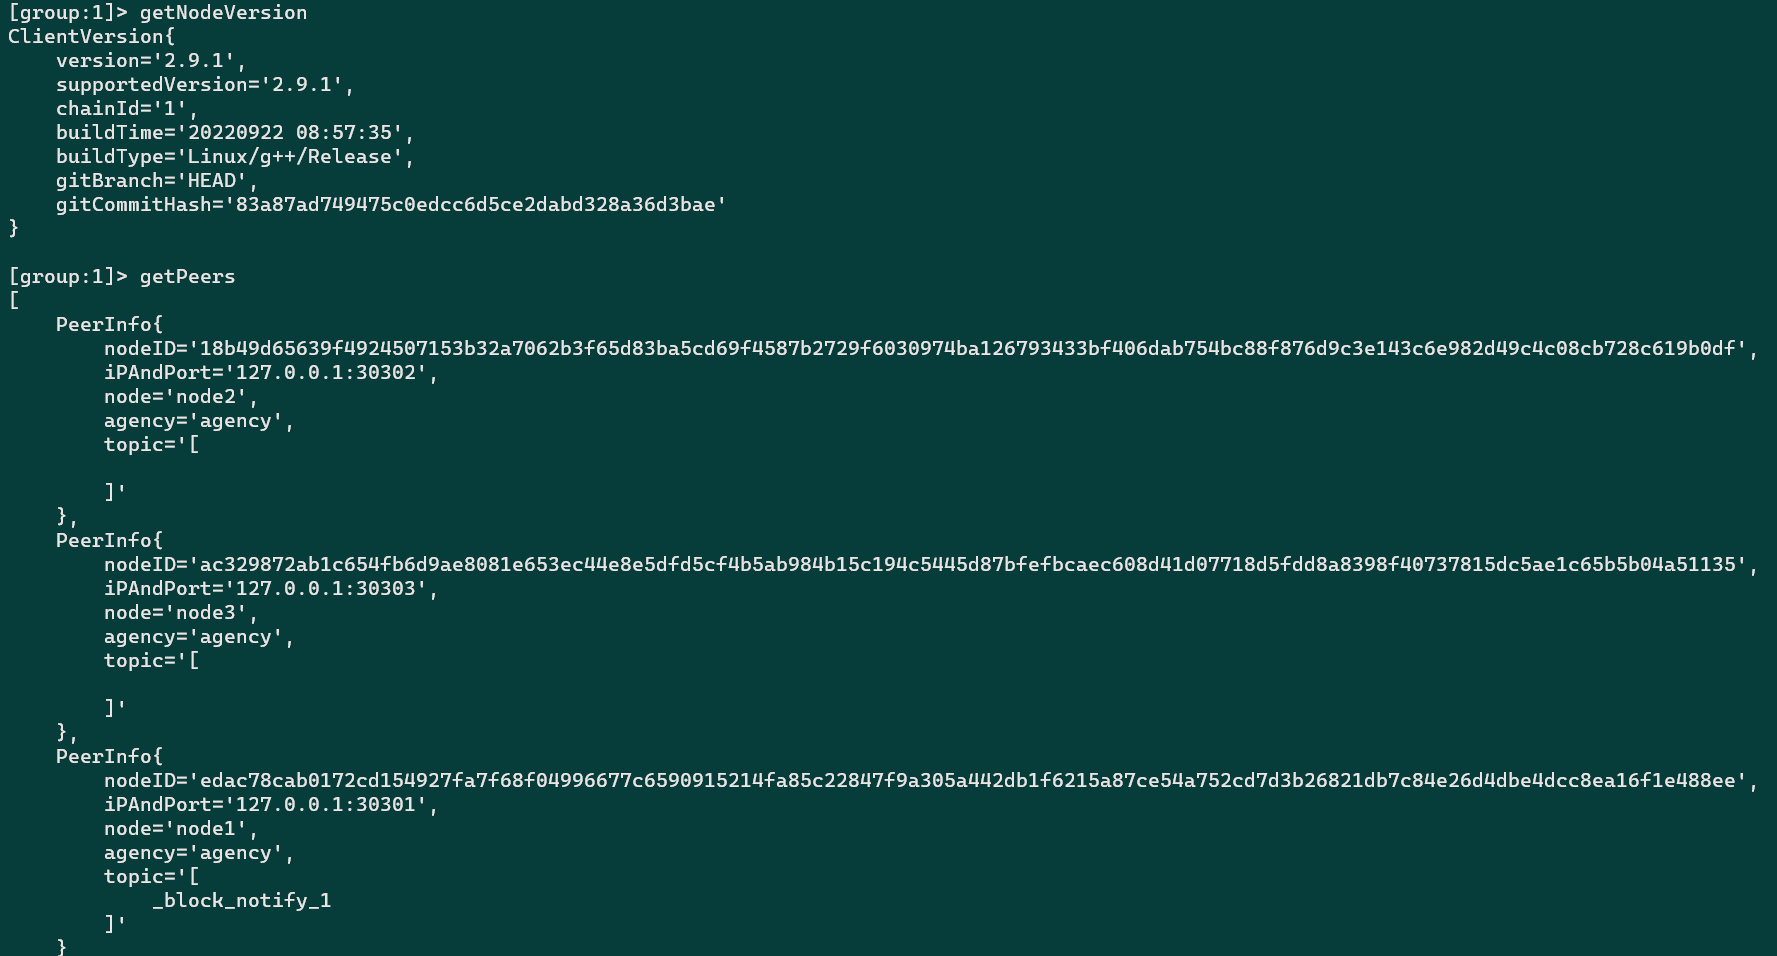 [group:1]> getNodeVersion
ClientVersion{
    version='2.9.1',
    supportedVersion='2.9.1',
    chainId='1',
    buildTime='20220922 08:57:35',
    buildType='Linux/g++/Release',
    gitBranch='HEAD',
    gitCommitHash='83a87ad749475c0edcc6d5ce2dabd328a36d3bae'
}

[group:1]> getPeers
[
    PeerInfo{
        nodeID='18b49d65639f4924507153b32a7062b3f65d83ba5cd69f4587b2729f6030974ba126793433bf406dab754bc88f876d9c3e143c6e982d49c4c08cb728c619b0df',
        iPAndPort='127.0.0.1:30302',
        node='node2',
        agency='agency',
        topic='[

        ]'
    },
    PeerInfo{
        nodeID='ac329872ab1c654fb6d9ae8081e653ec44e8e5dfd5cf4b5ab984b15c194c5445d87bfefbcaec608d41d07718d5fdd8a8398f40737815dc5ae1c65b5b04a51135',
        iPAndPort='127.0.0.1:30303',
        node='node3',
        agency='agency',
        topic='[

        ]'
    },
    PeerInfo{
        nodeID='edac78cab0172cd154927fa7f68f04996677c6590915214fa85c22847f9a305a442db1f6215a87ce54a752cd7d3b26821db7c84e26d4dbe4dcc8ea16f1e488ee',
        iPAndPort='127.0.0.1:30301',
        node='node1',
        agency='agency',
        topic='[
            _block_notify_1
        ]'
    }